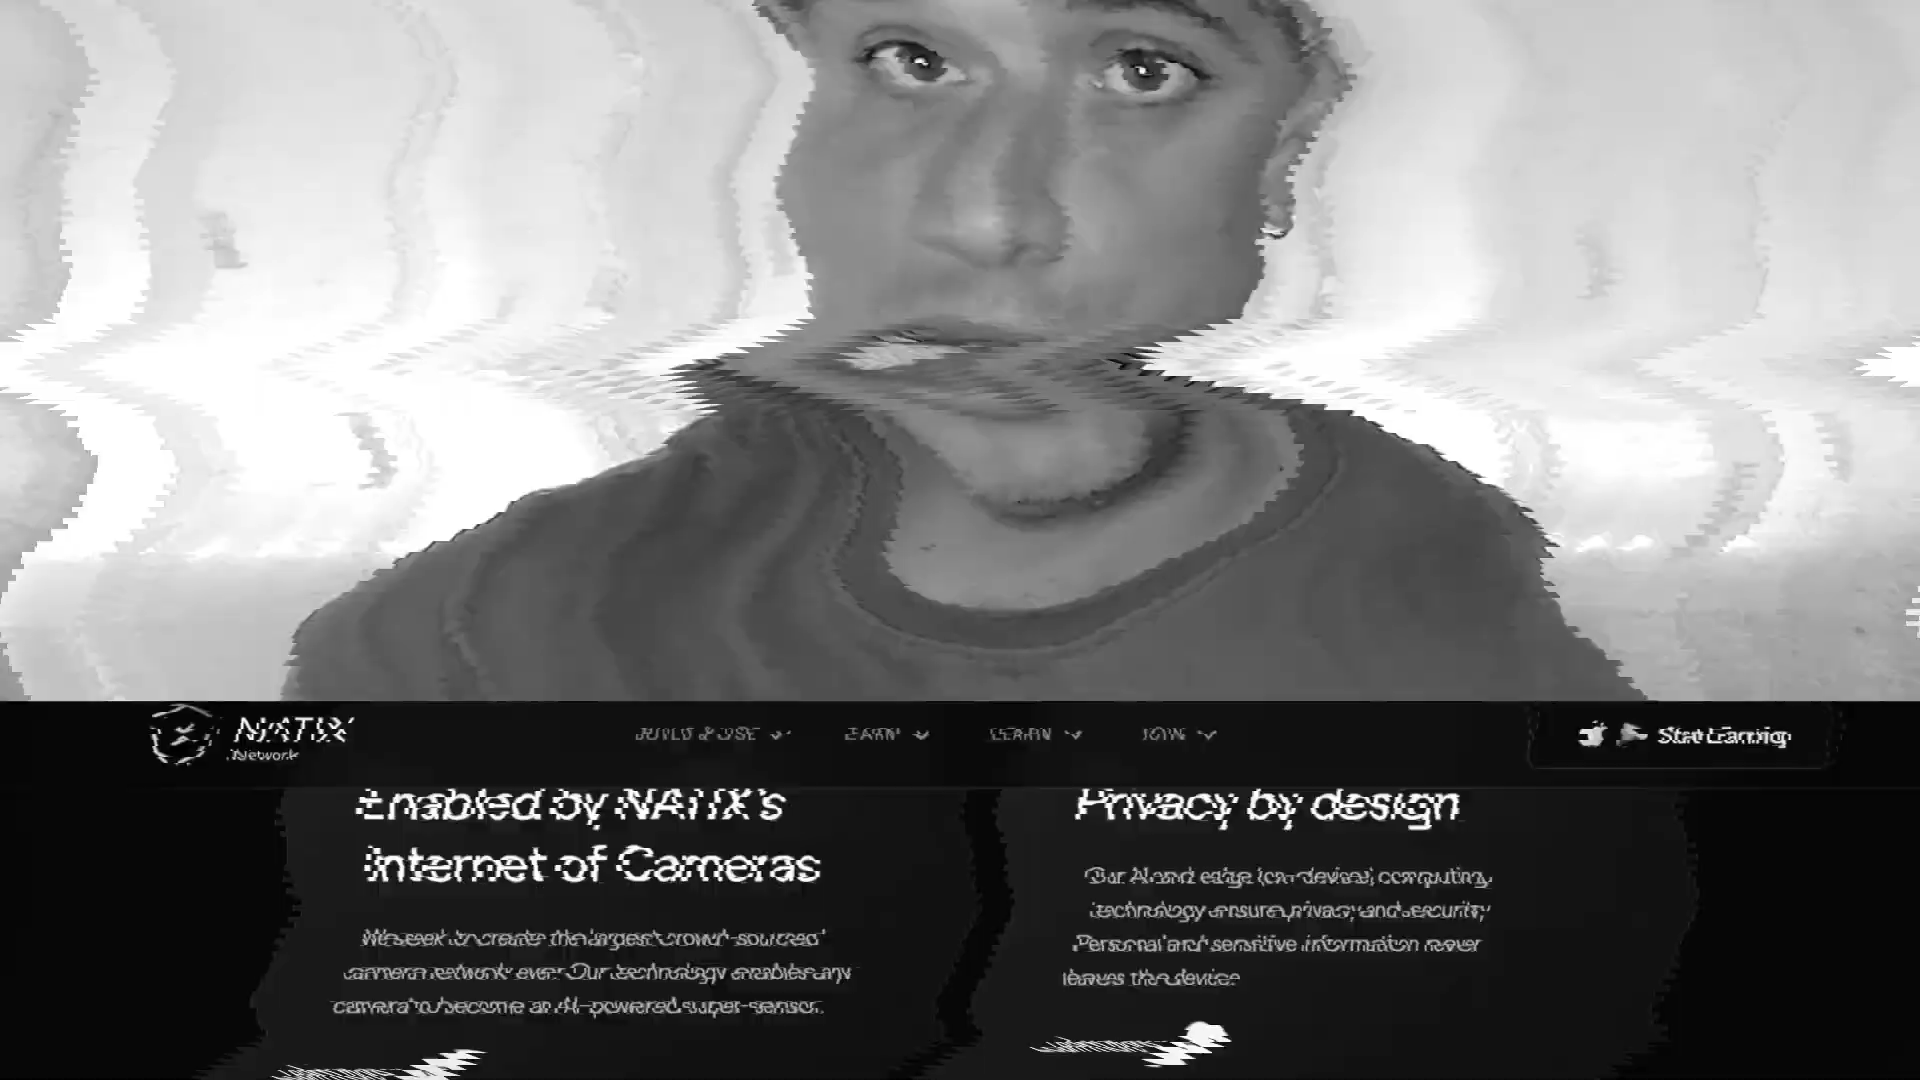 NATIX
Network
BUILD & USE
EARN
LEARN
JOIN
Start Earning
Enabled by NATIX's
Internet of Cameras
We seek to create the largest crowd-sourced
camera network ever. Our technology enables any
camera to become an AI-powered super-sensor.
Privacy by design
Our AI and edge (on-device) computing
technology ensure privacy and security.
Personal and sensitive information never
leaves the device.